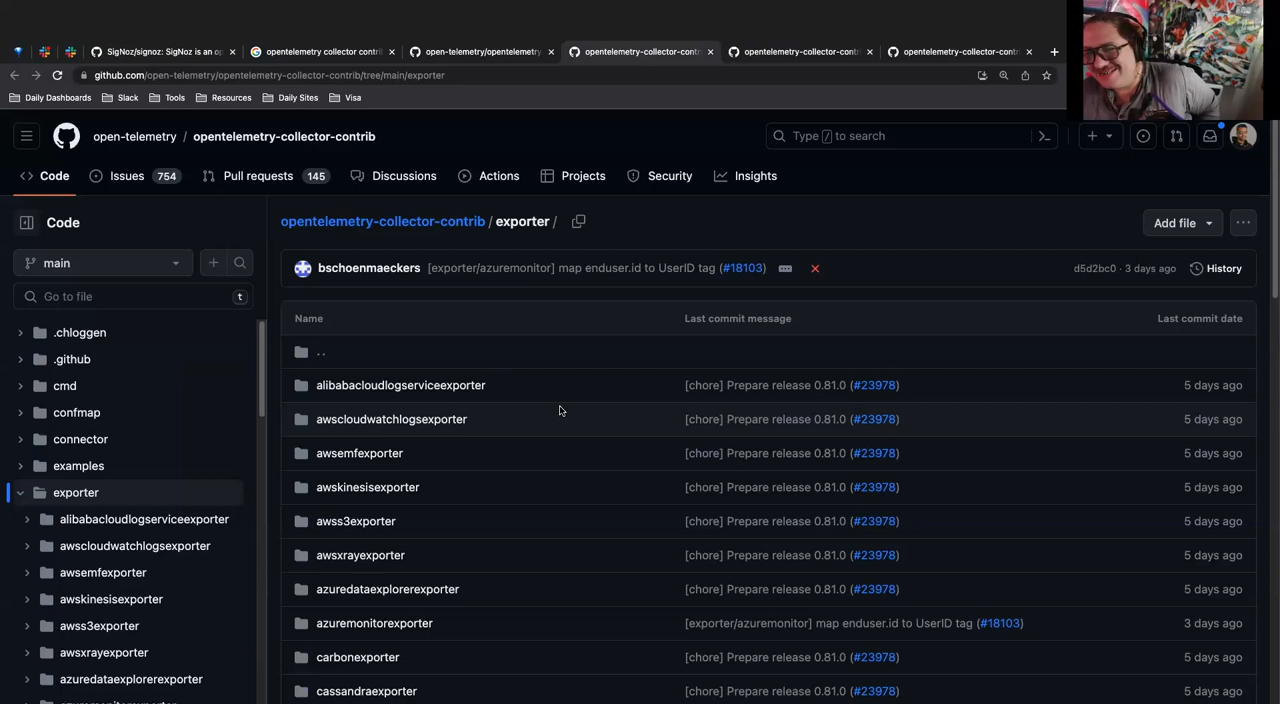 SigNoz/signoz: SigNoz is an op
opentelemetry collector contri
open-telemetry/opentelemetry
opentelemetry-collector-contr
opentelemetry-collector-contr
opentelemetry-collector-contr
github.com/open-telemetry/opentelemetry-collector-contrib/tree/main/exporter
Daily Dashboards Slack Tools Resources Daily Sites Visa
open-telemetry / opentelemetry-collector-contrib
Type / to search
Code Issues 754 Pull requests 145 Discussions Actions Projects Security Insights
Code
main
Go to file t
.chloggen
.github
cmd
confmap
connector
examples
exporter
alibabacloudlogserviceexporter
awscloudwatchlogsexporter
awsemfexporter
awskinesisexporter
awss3exporter
awsxrayexporter
azuredataexplorerexporter
azuremonitorexporter
opentelemetry-collector-contrib / exporter /
Add file
bschoenmaeckers [exporter/azuremonitor] map enduser.id to UserID tag (#18103) d5d2bc0 · 3 days ago History
Name Last commit message Last commit date
..
alibabacloudlogserviceexporter [chore] Prepare release 0.81.0 (#23978) 5 days ago
awscloudwatchlogsexporter [chore] Prepare release 0.81.0 (#23978) 5 days ago
awsemfexporter [chore] Prepare release 0.81.0 (#23978) 5 days ago
awskinesisexporter [chore] Prepare release 0.81.0 (#23978) 5 days ago
awss3exporter [chore] Prepare release 0.81.0 (#23978) 5 days ago
awsxrayexporter [chore] Prepare release 0.81.0 (#23978) 5 days ago
azuredataexplorerexporter [chore] Prepare release 0.81.0 (#23978) 5 days ago
azuremonitorexporter [exporter/azuremonitor] map enduser.id to UserID tag (#18103) 3 days ago
carbonexporter [chore] Prepare release 0.81.0 (#23978) 5 days ago
cassandraexporter [chore] Prepare release 0.81.0 (#23978) 5 days ago